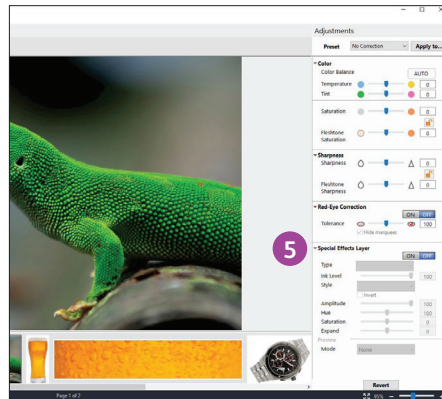 Adjustments
Preset No Correction Apply to...
Color
Color Balance AUTO
Temperature 0
Tint 0
Saturation 0
Fleshtone Saturation 0
Sharpness
Sharpness 0
Fleshtone Sharpness 0
Red-Eye Correction
ON OFF
Tolerance 100
Hide marquees
5
Special Effects Layer
ON OFF
Type
Ink Level 100
Style
Invert
Amplitude 100
Hue 100
Saturation 0
Expand 0
Preview
Mode None
Revert
Page 1 of 2 95%